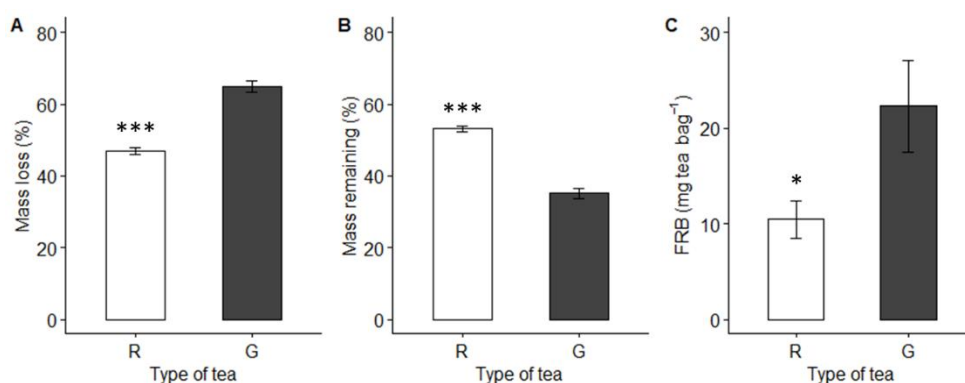 A
Mass loss (%)
80
60
40
20
0
***
R G
Type of tea
B
Mass remaining (%)
80
60
40
20
0
***
R G
Type of tea
C
FRB (mg tea bag⁻¹)
30
20
10
0
*
R G
Type of tea